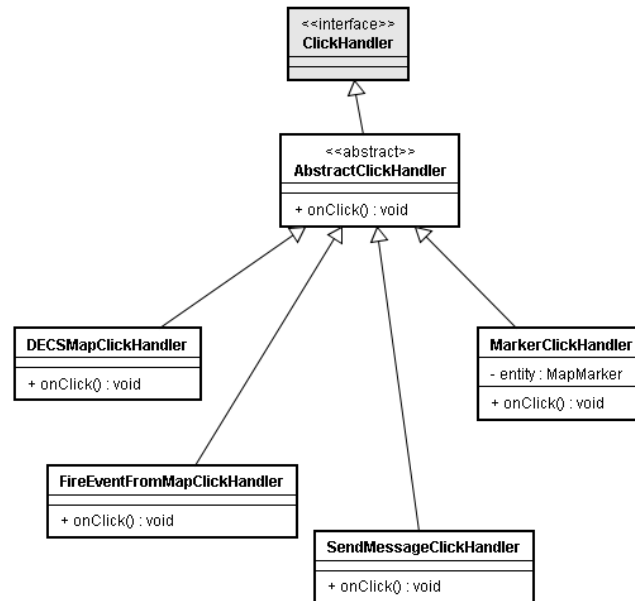 <<interface>>
ClickHandler
<<abstract>>
AbstractClickHandler
+ onClick() : void
DECSMapClickHandler
+ onClick() : void
MarkerClickHandler
- entity : MapMarker
+ onClick() : void
FireEventFromMapClickHandler
+ onClick() : void
SendMessageClickHandler
+ onClick() : void